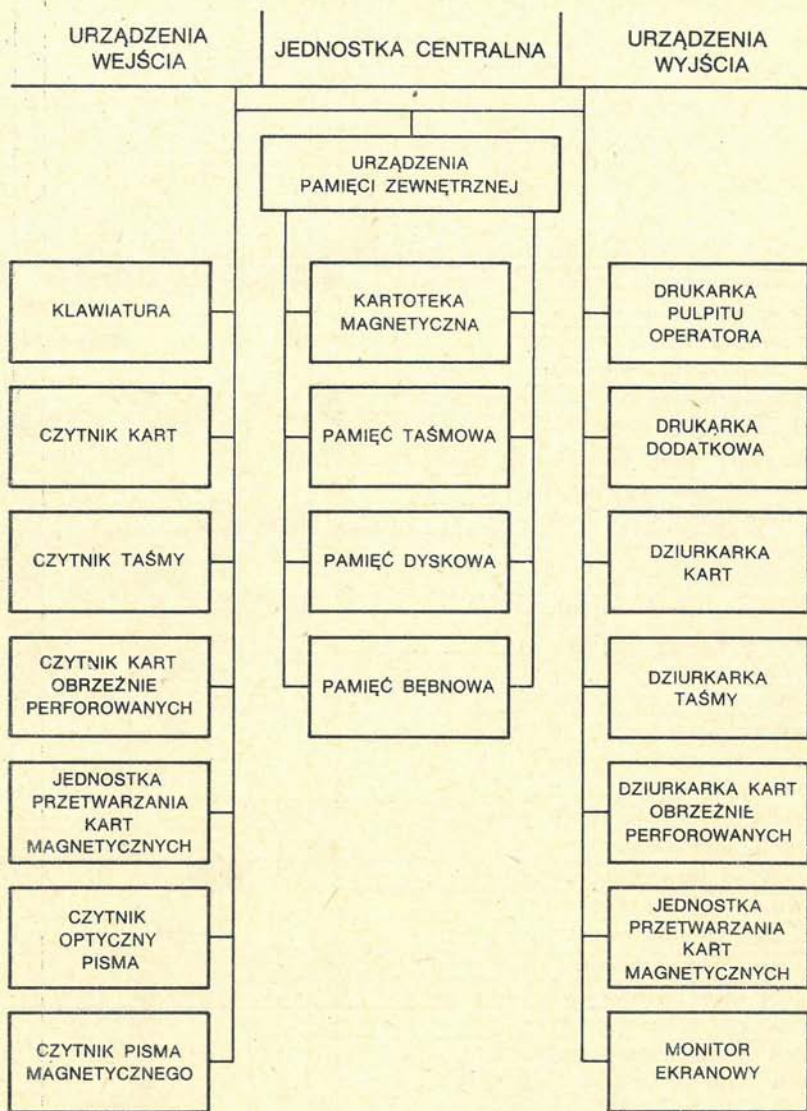 URZĄDZENIA
WEJŚCIA
JEDNOSTKA CENTRALNA
URZĄDZENIA
WYJŚCIA
URZĄDZENIA
PAMIĘCI ZEWNĘTRZNEJ
KLAWIATURA
CZYTNIK KART
CZYTNIK TAŚMY
CZYTNIK KART
OBRZEŻNIE
PERFOROWANYCH
JEDNOSTKA
PRZETWARZANIA
KART
MAGNETYCZNYCH
CZYTNIK
OPTYCZNY
PISMA
CZYTNIK PISMA
MAGNETYCZNEGO
KARTOTEKA
MAGNETYCZNA
PAMIĘĆ TAŚMOWA
PAMIĘĆ DYSKOWA
PAMIĘĆ BĘBNOWA
DRUKARKA
PULPITU
OPERATORA
DRUKARKA
DODATKOWA
DZIURKARKA
KART
DZIURKARKA
TAŚMY
DZIURKARKA KART
OBRZEŻNIE
PERFOROWANYCH
JEDNOSTKA
PRZETWARZANIA
KART
MAGNETYCZNYCH
MONITOR
EKRANOWY